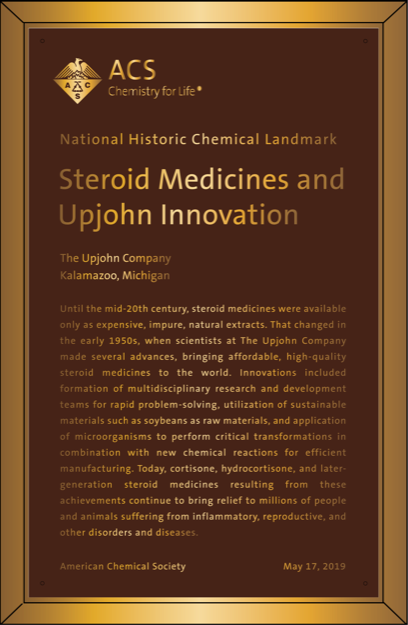 ACS
Chemistry for Life®
A C S
National Historic Chemical Landmark
Steroid Medicines and
Upjohn Innovation
The Upjohn Company
Kalamazoo, Michigan
Until the mid-20th century, steroid medicines were available
only as expensive, impure, natural extracts. That changed in
the early 1950s, when scientists at The Upjohn Company
made several advances, bringing affordable, high-quality
steroid medicines to the world. Innovations included
formation of multidisciplinary research and development
teams for rapid problem-solving, utilization of sustainable
materials such as soybeans as raw materials, and application
of microorganisms to perform critical transformations in
combination with new chemical reactions for efficient
manufacturing. Today, cortisone, hydrocortisone, and later-
generation steroid medicines resulting from these
achievements continue to bring relief to millions of people
and animals suffering from inflammatory, reproductive, and
other disorders and diseases.
American Chemical Society May 17, 2019